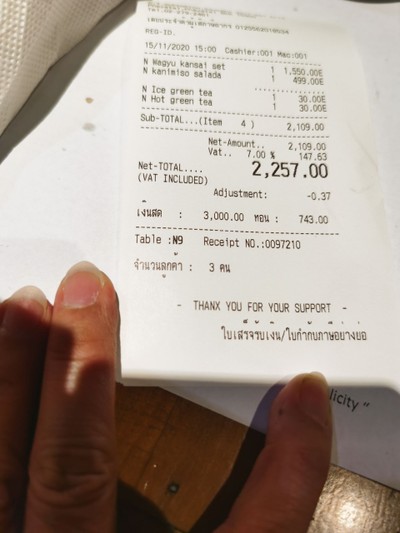 REG-ID.
15/11/2020 15:00 Cashier:001 Mac:001
N Wagyu kansai set 1 1,550.00E
N kanimiso salada 1 499.00E
N Ice green tea 1 30.00E
N Hot green tea 1 30.00E
Sub-TOTAL...(Item 4 ) 2,109.00
Net-Amount.. 2,109.00
Vat.. 7.00 % 147.63
Net-TOTAL.... 2,257.00
(VAT INCLUDED)
Adjustment: -0.37
เงินสด : 3,000.00 ทอน : 743.00
Table :N9 Receipt NO.:0097210
จำนวนลูกค้า : 3 คน
- THANX YOU FOR YOUR SUPPORT -
ใบเสร็จรับเงิน/ใบกำกับภาษีอย่างย่อ
licity "